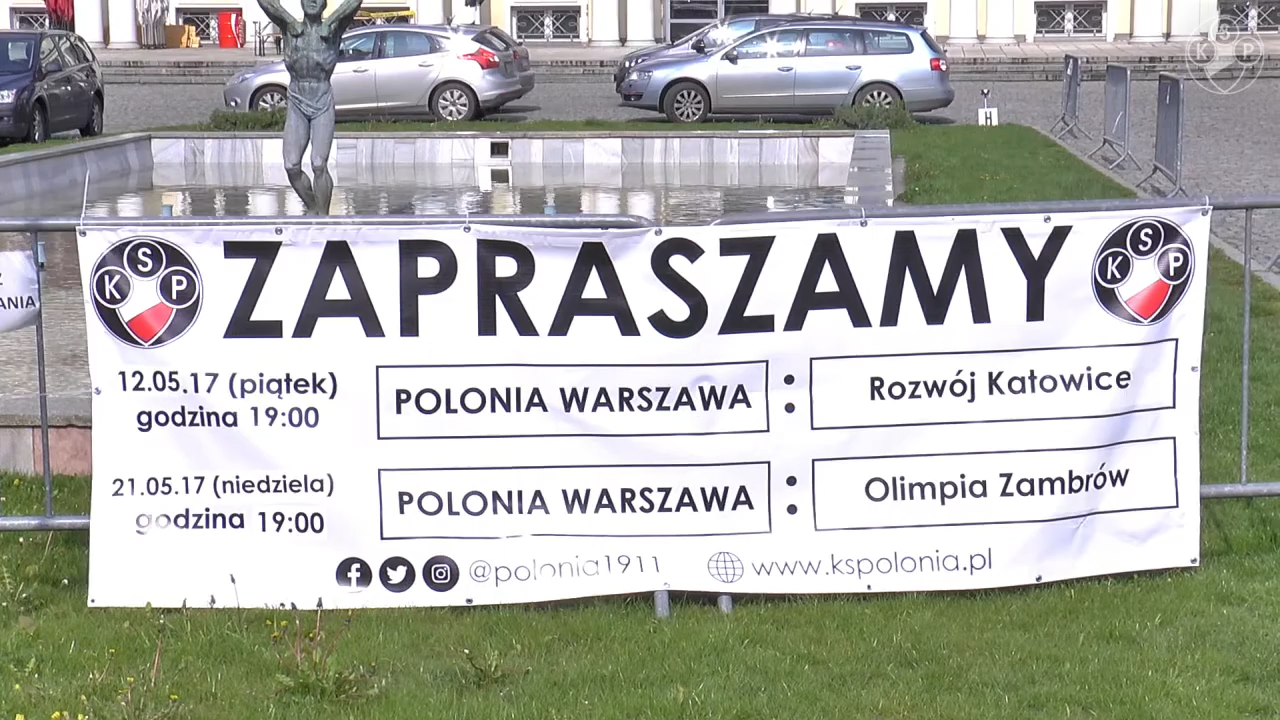 K S P
H
Z
ANIA
K S P
ZAPRASZAMY
K S P
12.05.17 (piątek)
godzina 19:00
POLONIA WARSZAWA
:
Rozwój Katowice
21.05.17 (niedziela)
godzina 19:00
POLONIA WARSZAWA
:
Olimpia Zambrów
@polonia1911
www.kspolonia.pl